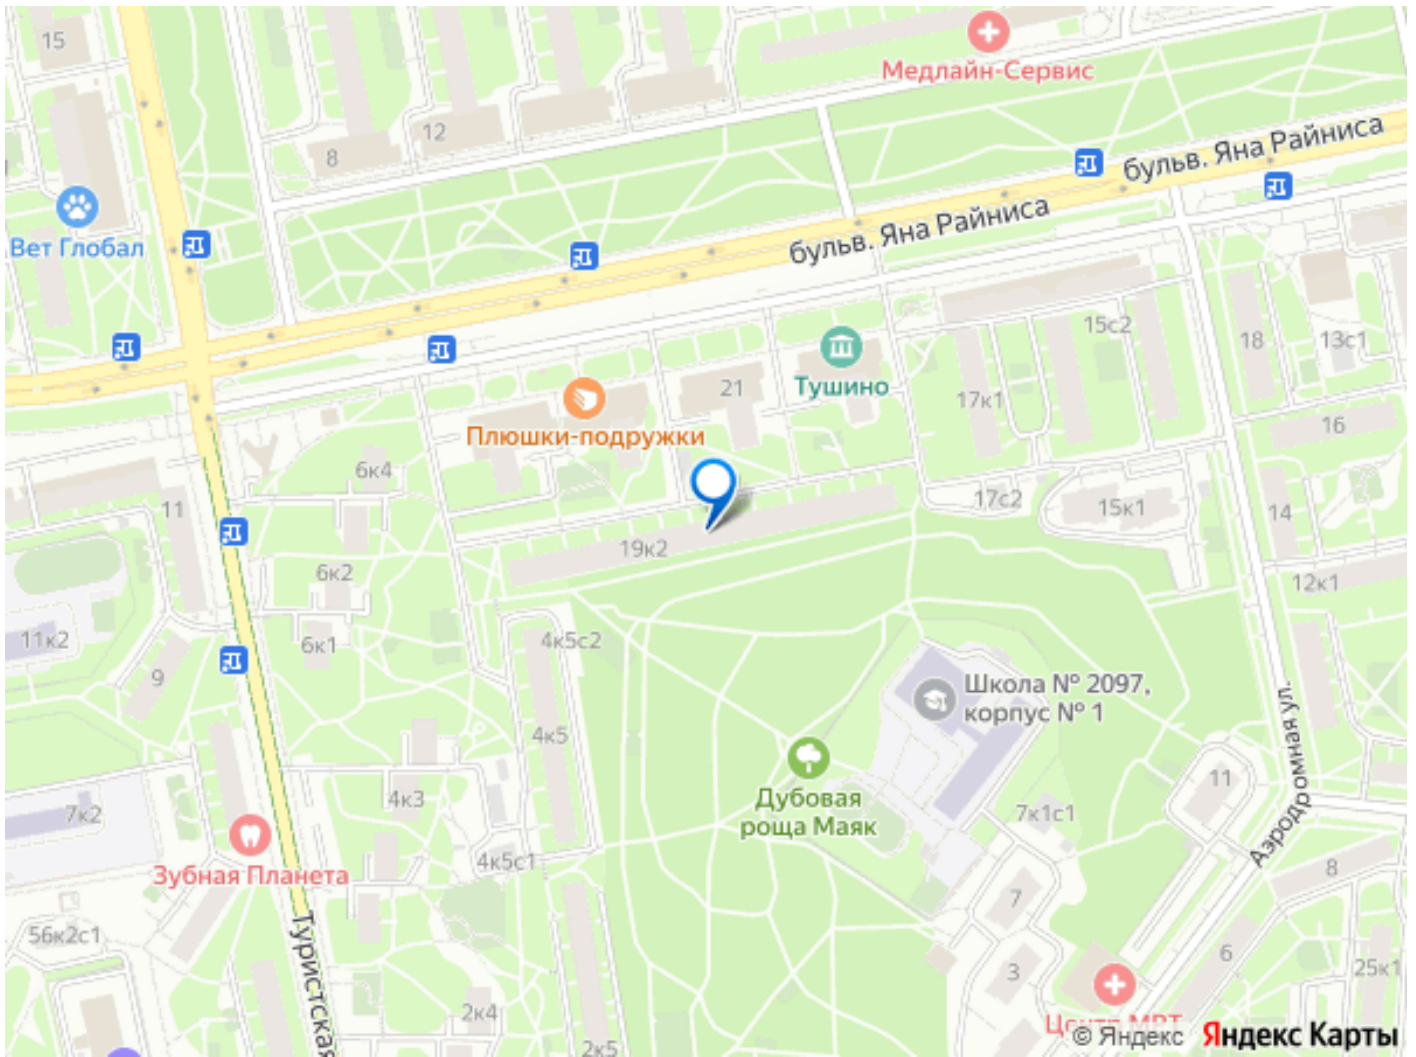 15
Медлайн-Сервис
12
8
бульв. Яна Райниса
Вет Глобал
бульв. Яна Райниса
15с2
18
13с1
21
Тушино
17к1
Плюшки-подружки
16
6к4
11
17с2
15к1
14
19к2
6к2
12к1
11к2
6к1
4к5с2
9
Школа № 2097,
корпус № 1
4к5
Аэродромная ул.
11
4к3
Дубовая
роща Маяк
7к2
7к1с1
4к5с1
Зубная Планета
8
7
56к2с1
Туристская
6
3
25к1
2к4
Центр МРТ
2к5
© Яндекс
Яндекс Карты